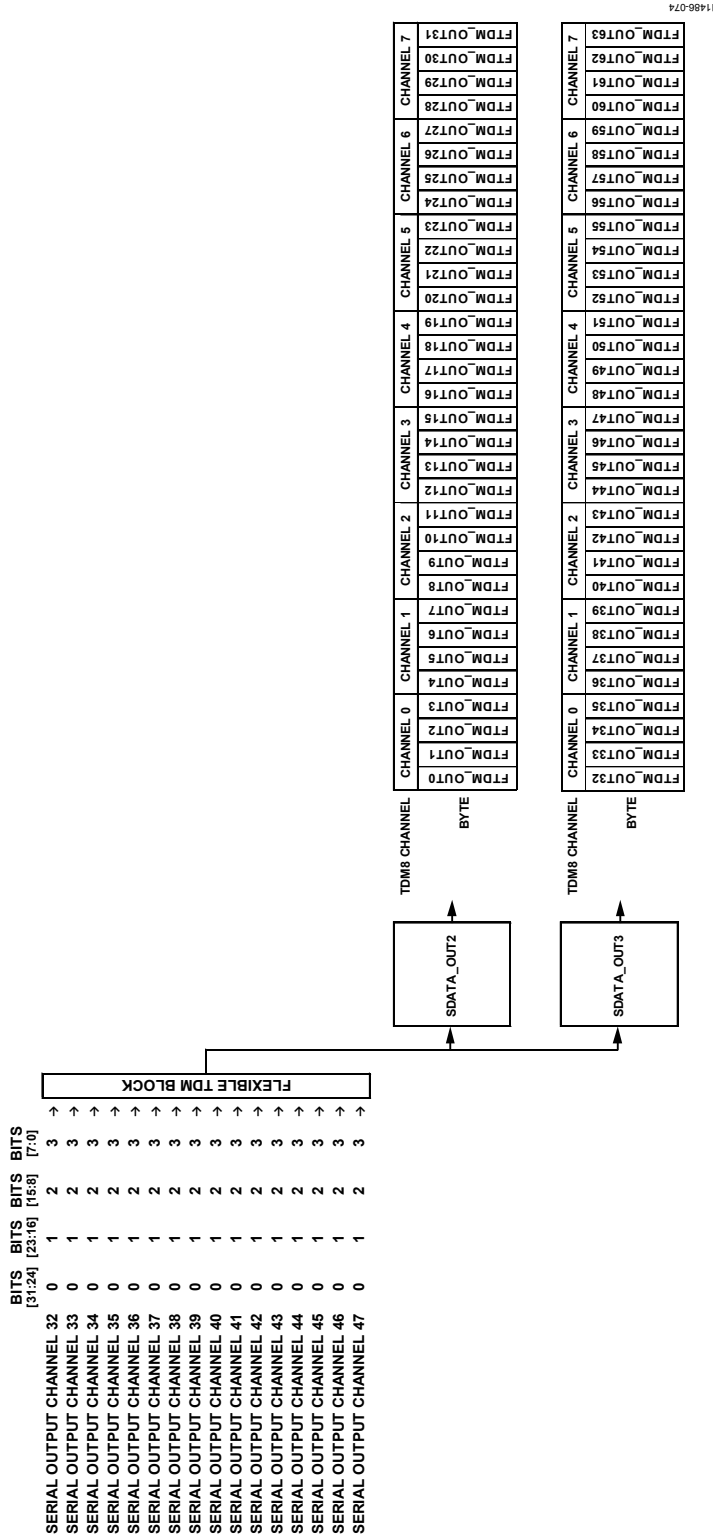 BITS [31:24] BITS [23:16] BITS [15:8] BITS [7:0]
SERIAL OUTPUT CHANNEL 32 0 1 2 3 →
SERIAL OUTPUT CHANNEL 33 0 1 2 3 →
SERIAL OUTPUT CHANNEL 34 0 1 2 3 →
SERIAL OUTPUT CHANNEL 35 0 1 2 3 →
SERIAL OUTPUT CHANNEL 36 0 1 2 3 →
SERIAL OUTPUT CHANNEL 37 0 1 2 3 →
SERIAL OUTPUT CHANNEL 38 0 1 2 3 →
SERIAL OUTPUT CHANNEL 39 0 1 2 3 →
SERIAL OUTPUT CHANNEL 40 0 1 2 3 →
SERIAL OUTPUT CHANNEL 41 0 1 2 3 →
SERIAL OUTPUT CHANNEL 42 0 1 2 3 →
SERIAL OUTPUT CHANNEL 43 0 1 2 3 →
SERIAL OUTPUT CHANNEL 44 0 1 2 3 →
SERIAL OUTPUT CHANNEL 45 0 1 2 3 →
SERIAL OUTPUT CHANNEL 46 0 1 2 3 →
SERIAL OUTPUT CHANNEL 47 0 1 2 3 →
FLEXIBLE TDM BLOCK
SDATA_OUT2
TDM8 CHANNEL
CHANNEL 0
CHANNEL 1
CHANNEL 2
CHANNEL 3
CHANNEL 4
CHANNEL 5
CHANNEL 6
CHANNEL 7
BYTE
FTDM_OUT0
FTDM_OUT1
FTDM_OUT2
FTDM_OUT3
FTDM_OUT4
FTDM_OUT5
FTDM_OUT6
FTDM_OUT7
FTDM_OUT8
FTDM_OUT9
FTDM_OUT10
FTDM_OUT11
FTDM_OUT12
FTDM_OUT13
FTDM_OUT14
FTDM_OUT15
FTDM_OUT16
FTDM_OUT17
FTDM_OUT18
FTDM_OUT19
FTDM_OUT20
FTDM_OUT21
FTDM_OUT22
FTDM_OUT23
FTDM_OUT24
FTDM_OUT25
FTDM_OUT26
FTDM_OUT27
FTDM_OUT28
FTDM_OUT29
FTDM_OUT30
FTDM_OUT31
SDATA_OUT3
TDM8 CHANNEL
CHANNEL 0
CHANNEL 1
CHANNEL 2
CHANNEL 3
CHANNEL 4
CHANNEL 5
CHANNEL 6
CHANNEL 7
BYTE
FTDM_OUT32
FTDM_OUT33
FTDM_OUT34
FTDM_OUT35
FTDM_OUT36
FTDM_OUT37
FTDM_OUT38
FTDM_OUT39
FTDM_OUT40
FTDM_OUT41
FTDM_OUT42
FTDM_OUT43
FTDM_OUT44
FTDM_OUT45
FTDM_OUT46
FTDM_OUT47
FTDM_OUT48
FTDM_OUT49
FTDM_OUT50
FTDM_OUT51
FTDM_OUT52
FTDM_OUT53
FTDM_OUT54
FTDM_OUT55
FTDM_OUT56
FTDM_OUT57
FTDM_OUT58
FTDM_OUT59
FTDM_OUT60
FTDM_OUT61
FTDM_OUT62
FTDM_OUT63